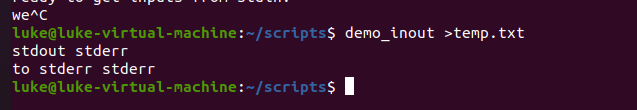 ready to get inputs from stdin:
we^C
luke@luke-virtual-machine:~/scripts$ demo_inout >temp.txt
stdout stderr
to stderr stderr
luke@luke-virtual-machine:~/scripts$